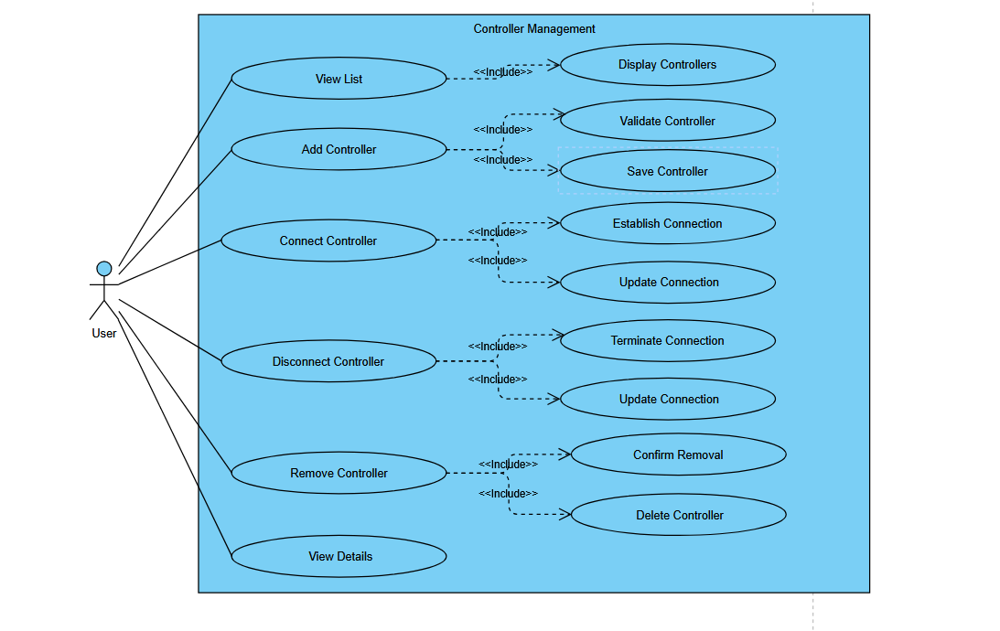 Controller Management
View List
<<Include>>
Display Controllers
Add Controller
<<Include>>
Validate Controller
<<Include>>
Save Controller
Connect Controller
<<Include>>
Establish Connection
<<Include>>
Update Connection
User
Disconnect Controller
<<Include>>
Terminate Connection
<<Include>>
Update Connection
Remove Controller
<<Include>>
Confirm Removal
<<Include>>
Delete Controller
View Details